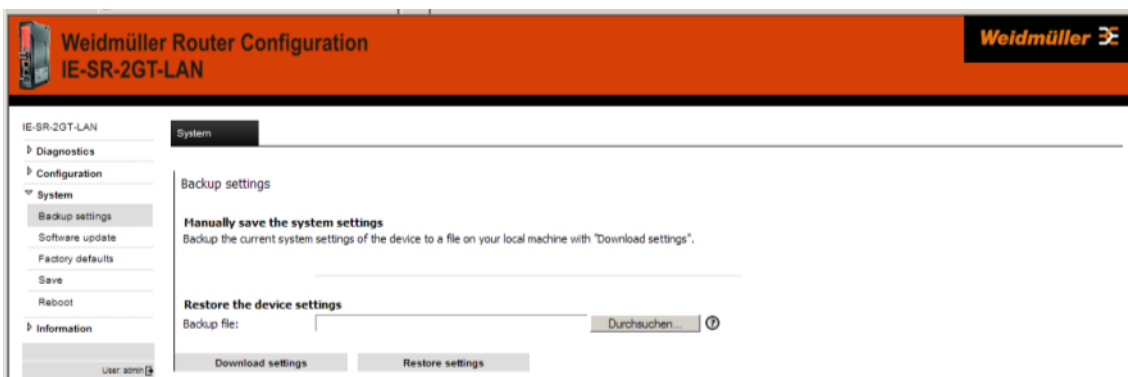 Weidmüller Router Configuration
IE-SR-2GT-LAN
Weidmüller
IE-SR-2GT-LAN
Diagnostics
Configuration
System
Backup settings
Software update
Factory defaults
Save
Reboot
Information
User: admin
System
Backup settings
Manually save the system settings
Backup the current system settings of the device to a file on your local machine with "Download settings".
Restore the device settings
Backup file:
Durchsuchen...
Download settings Restore settings